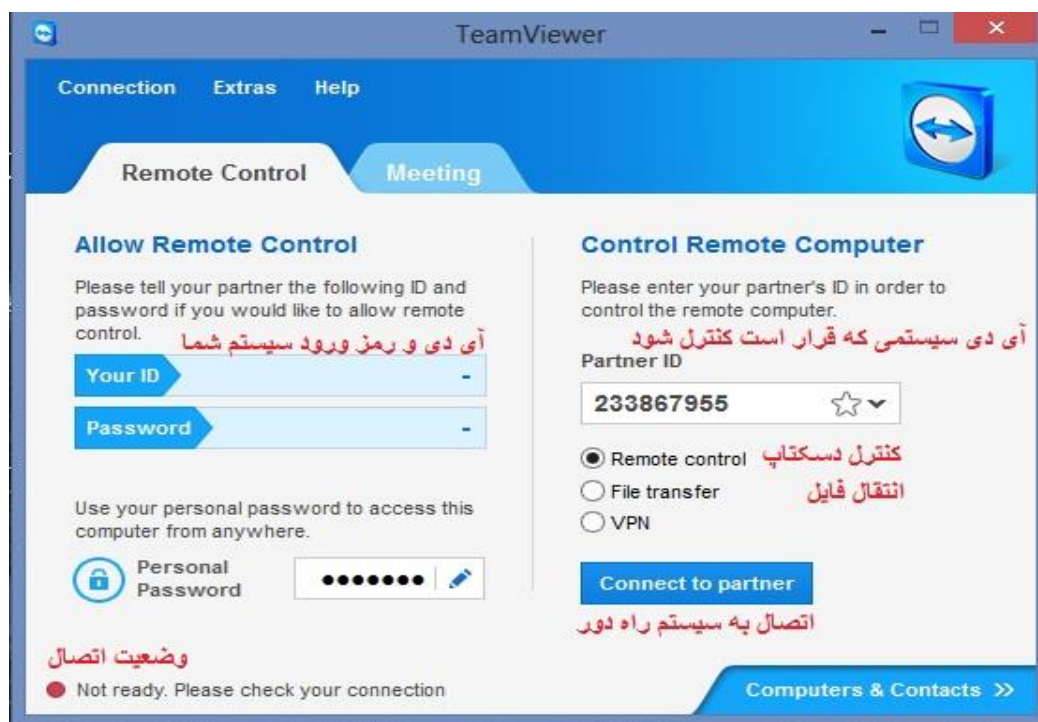 TeamViewer
Connection Extras Help
Remote Control Meeting
Allow Remote Control
Please tell your partner the following ID and
password if you would like to allow remote
control.
آی دی و رمز ورود سیستم شما
Your ID -
Password -
Use your personal password to access this
computer from anywhere.
Personal
Password
وضعیت اتصال
Not ready. Please check your connection
Control Remote Computer
Please enter your partner's ID in order to
control the remote computer.
آی دی سیستمی که قرار است کنترل شود
Partner ID
233867955
Remote control کنترل دسکتاپ
File transfer انتقال فایل
VPN
Connect to partner
اتصال به سیستم راه دور
Computers & Contacts >>